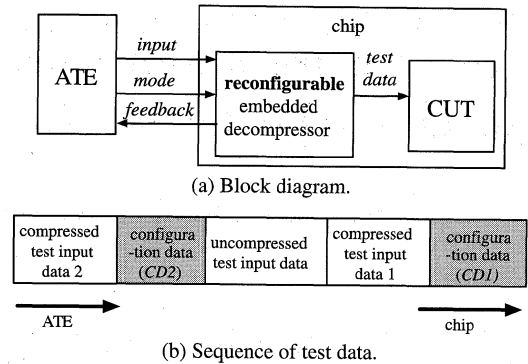 chip
input
test
data
ATE
mode
reconfigurable
embedded
decompressor
CUT
feedback
(a) Block diagram.
compressed
test input
data 2
configura
-tion data
(CD2)
uncompressed
test input data
compressed
test input
data 1
configura
-tion data
(CD1)
ATE
chip
(b) Sequence of test data.